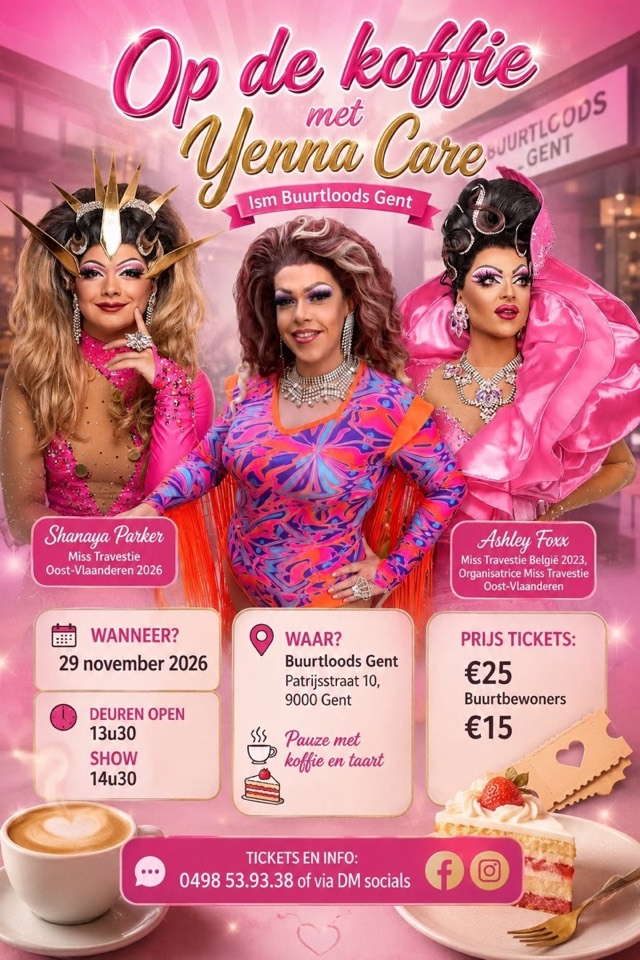 Op de koffie
met
Yenna Care
Ism Buurtloods Gent
BUURTLOODS
GENT
Shanaya Parker
Miss Travestie
Oost-Vlaanderen 2026
Ashley Foxx
Miss Travestie België 2023,
Organisatrice Miss Travestie
Oost-Vlaanderen
WANNEER?
29 november 2026
DEUREN OPEN
13u30
SHOW
14u30
WAAR?
Buurtloods Gent
Patrijsstraat 10,
9000 Gent
Pauze met
koffie en taart
PRIJS TICKETS:
€25
Buurtbewoners
€15
TICKETS EN INFO:
0498 53.93.38 of via DM socials